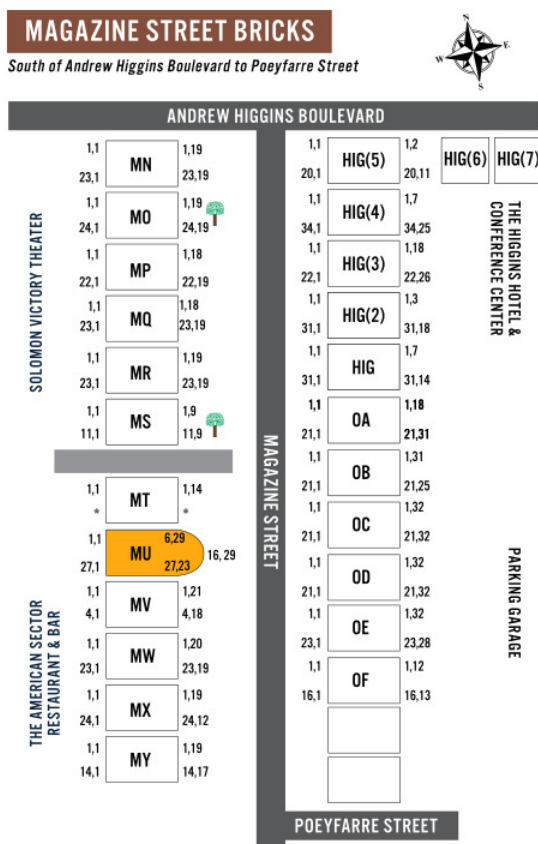 MAGAZINE STREET BRICKS
South of Andrew Higgins Boulevard to Poeyfarre Street
N
W E
S
ANDREW HIGGINS BOULEVARD
SOLOMON VICTORY THEATER
1,1 MN 1,19
23,1 23,19
1,1 MO 1,19
24,1 24,19
1,1 MP 1,18
22,1 22,19
1,1 MQ 1,18
23,1 23,19
1,1 MR 1,19
23,1 23,19
1,1 MS 1,9
11,1 11,9
THE AMERICAN SECTOR
RESTAURANT & BAR
1,1 MT 1,14
* *
1,1 MU 6,29
27,1 27,23
16,29
1,1 MV 1,21
4,1 4,18
1,1 MW 1,20
23,1 23,19
1,1 MX 1,19
24,1 24,12
1,1 MY 1,19
14,1 14,17
MAGAZINE STREET
1,1 HIG(5) 1,2
20,1 20,11
HIG(6) HIG(7)
1,1 HIG(4) 1,7
34,1 34,25
1,1 HIG(3) 1,18
22,1 22,26
1,1 HIG(2) 1,3
31,1 31,18
1,1 HIG 1,7
31,1 31,14
1,1 OA 1,18
21,1 21,31
1,1 OB 1,31
21,1 21,25
1,1 OC 1,32
21,1 21,32
1,1 OD 1,32
21,1 21,32
1,1 OE 1,32
23,1 23,28
1,1 OF 1,12
16,1 16,13
THE HIGGINS HOTEL &
CONFERENCE CENTER
PARKING GARAGE
POEYFARRE STREET